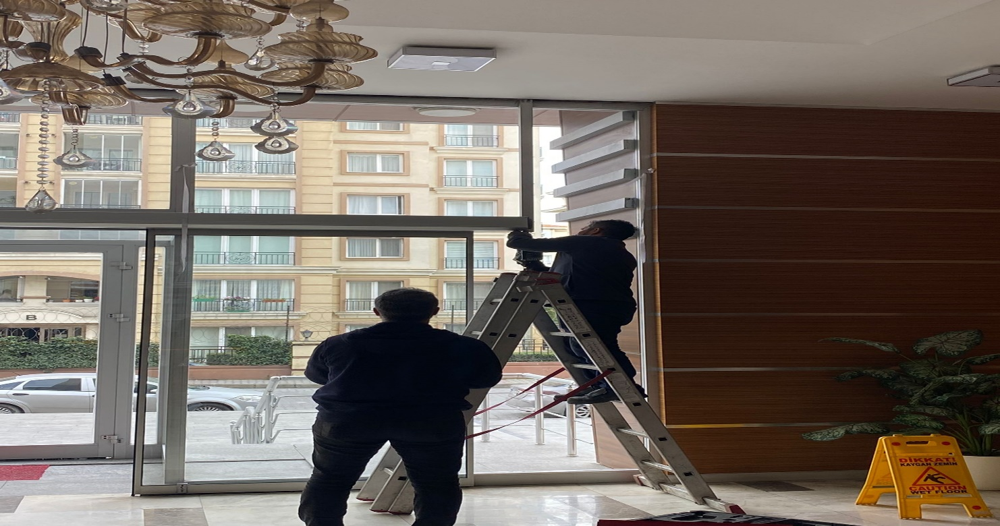 B
DİKKAT!
KAYGAN ZEMİN
CAUTION
WET FLOOR